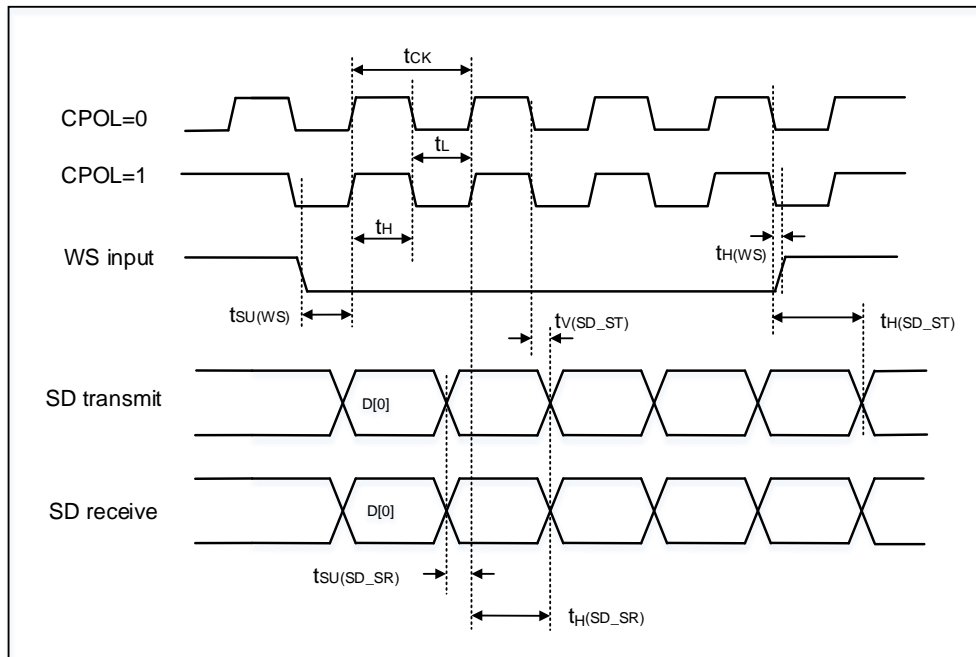 tCK
CPOL=0
tL
CPOL=1
tH
tH(WS)
WS input
tSU(WS)
tV(SD_ST)
tH(SD_ST)
SD transmit
D[0]
SD receive
D[0]
tSU(SD_SR)
tH(SD_SR)